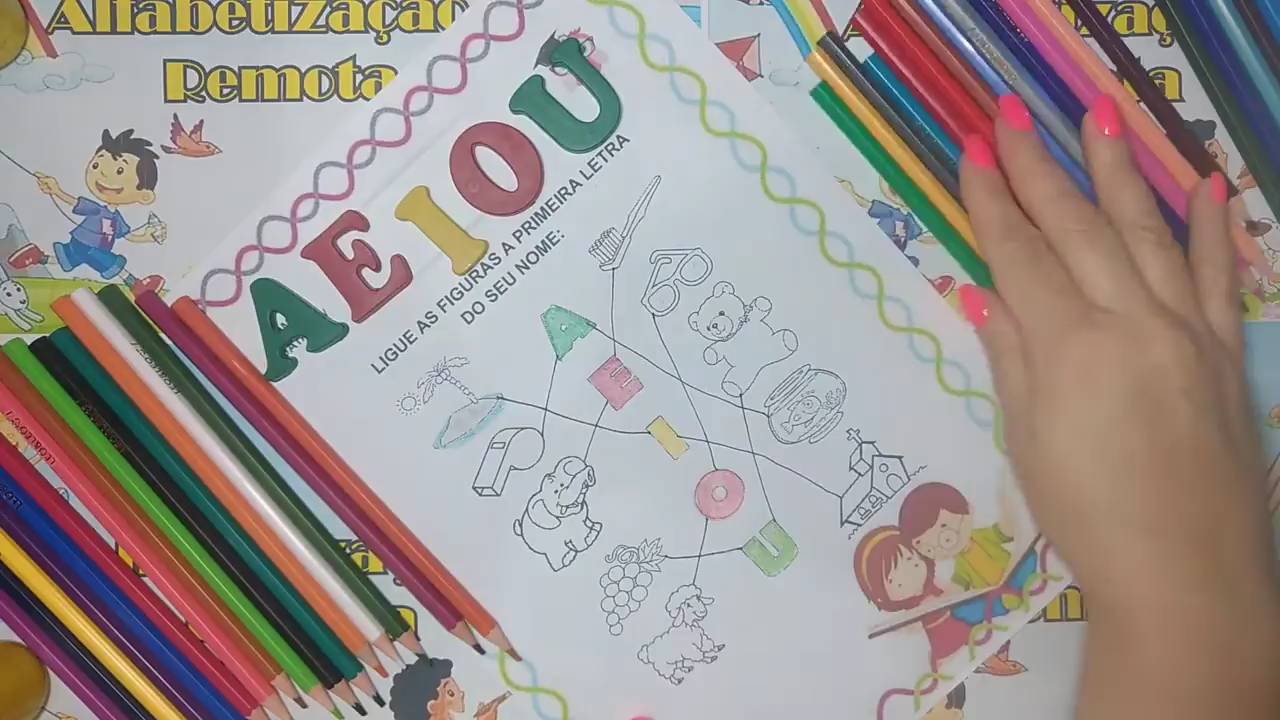 Alfabetização
Remota
AEIOU
LIGUE AS FIGURAS A PRIMEIRA LETRA
DO SEU NOME:
A
E
I
O
U